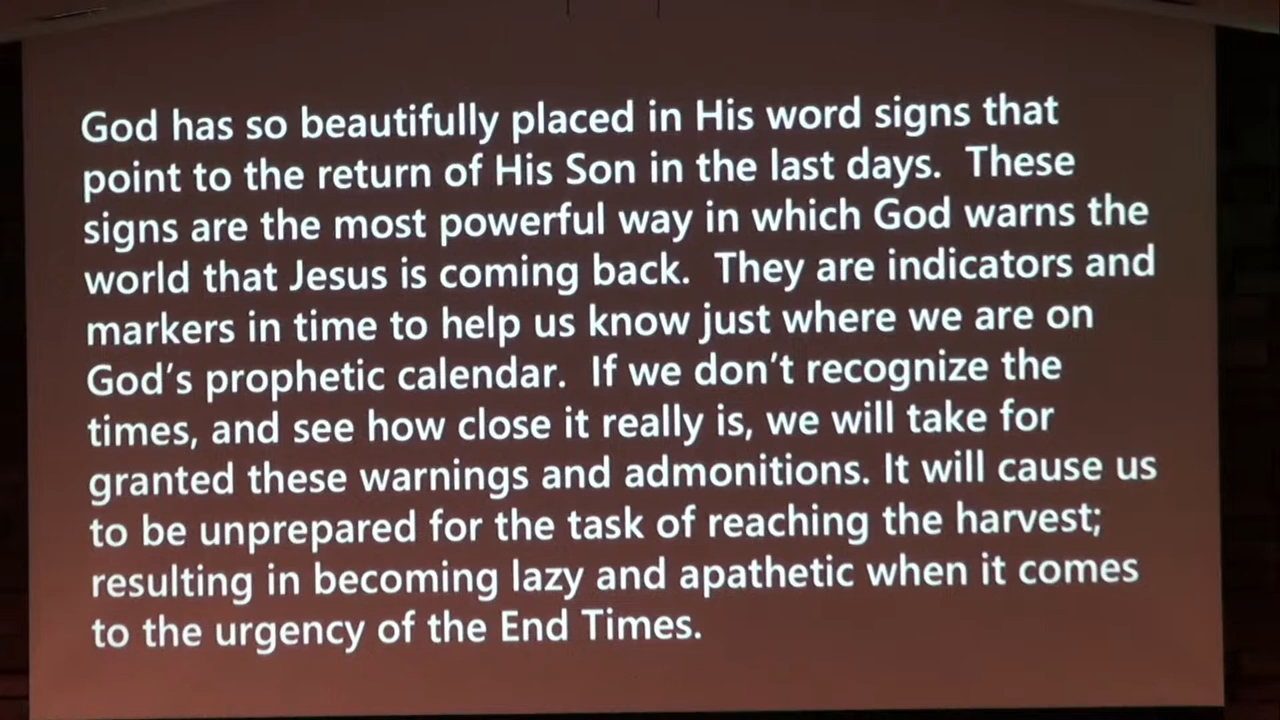 God has so beautifully placed in His word signs that
point to the return of His Son in the last days.  These
signs are the most powerful way in which God warns the
world that Jesus is coming back.  They are indicators and
markers in time to help us know just where we are on
God's prophetic calendar.  If we don't recognize the
times, and see how close it really is, we will take for
granted these warnings and admonitions. It will cause us
to be unprepared for the task of reaching the harvest;
resulting in becoming lazy and apathetic when it comes
to the urgency of the End Times.